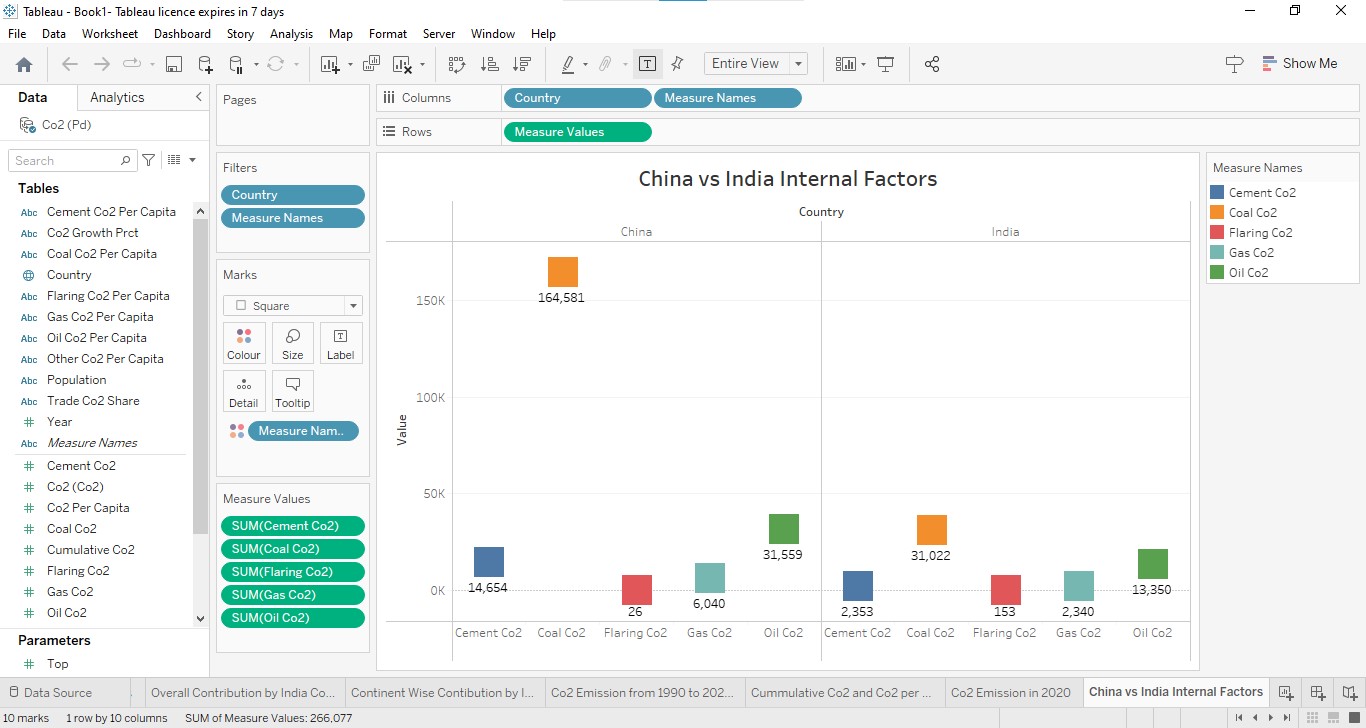 Tableau - Book1- Tableau licence expires in 7 days
File Data Worksheet Dashboard Story Analysis Map Format Server Window Help
Entire View
Show Me
Data Analytics
Co2 (Pd)
Search
Tables
Abc Cement Co2 Per Capita
Abc Co2 Growth Prct
Abc Coal Co2 Per Capita
Country
Abc Flaring Co2 Per Capita
Abc Gas Co2 Per Capita
Abc Oil Co2 Per Capita
Abc Other Co2 Per Capita
Abc Population
Abc Trade Co2 Share
# Year
Abc Measure Names
# Cement Co2
# Co2 (Co2)
# Co2 Per Capita
# Coal Co2
# Cumulative Co2
# Flaring Co2
# Gas Co2
# Oil Co2
Parameters
# Top
Pages
Filters
Country
Measure Names
Marks
Square
Colour Size Label
Detail Tooltip
Measure Nam..
Measure Values
SUM(Cement Co2)
SUM(Coal Co2)
SUM(Flaring Co2)
SUM(Gas Co2)
SUM(Oil Co2)
Columns Country Measure Names
Rows Measure Values
China vs India Internal Factors
Country
China India
Value
150K
100K
50K
0K
164,581
14,654
26
6,040
31,559
2,353
31,022
153
2,340
13,350
Cement Co2 Coal Co2 Flaring Co2 Gas Co2 Oil Co2 Cement Co2 Coal Co2 Flaring Co2 Gas Co2 Oil Co2
Measure Names
Cement Co2
Coal Co2
Flaring Co2
Gas Co2
Oil Co2
Data Source Overall Contribution by India Co... Continent Wise Contibution by I... Co2 Emission from 1990 to 202... Cummulative Co2 and Co2 per ... Co2 Emission in 2020 China vs India Internal Factors
10 marks 1 row by 10 columns SUM of Measure Values: 266,077